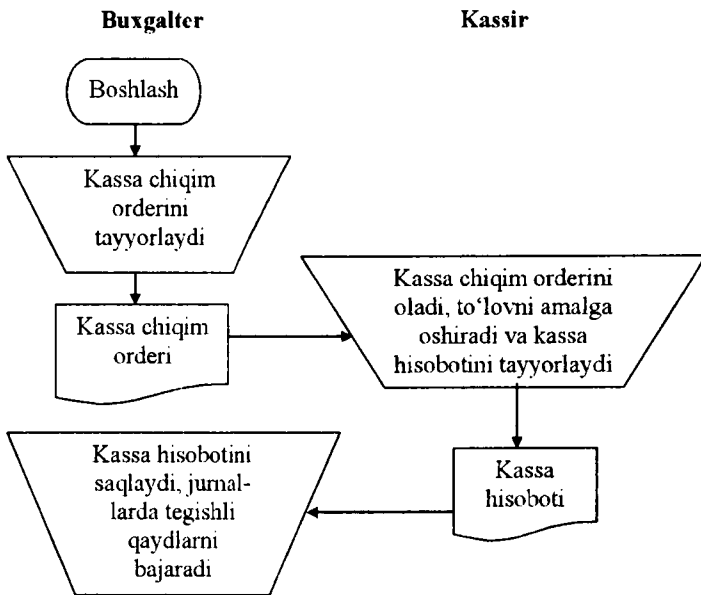 Buxgalter
Kassir
Boshlash
Kassa chiqim
orderini
tayyorlaydi
Kassa chiqim
orderi
Kassa chiqim orderini
oladi, to‘lovni amalga
oshiradi va kassa
hisobotini tayyorlaydi
Kassa
hisoboti
Kassa hisobotini
saqlaydi, jurnal-
larda tegishli
qaydlarni
bajaradi